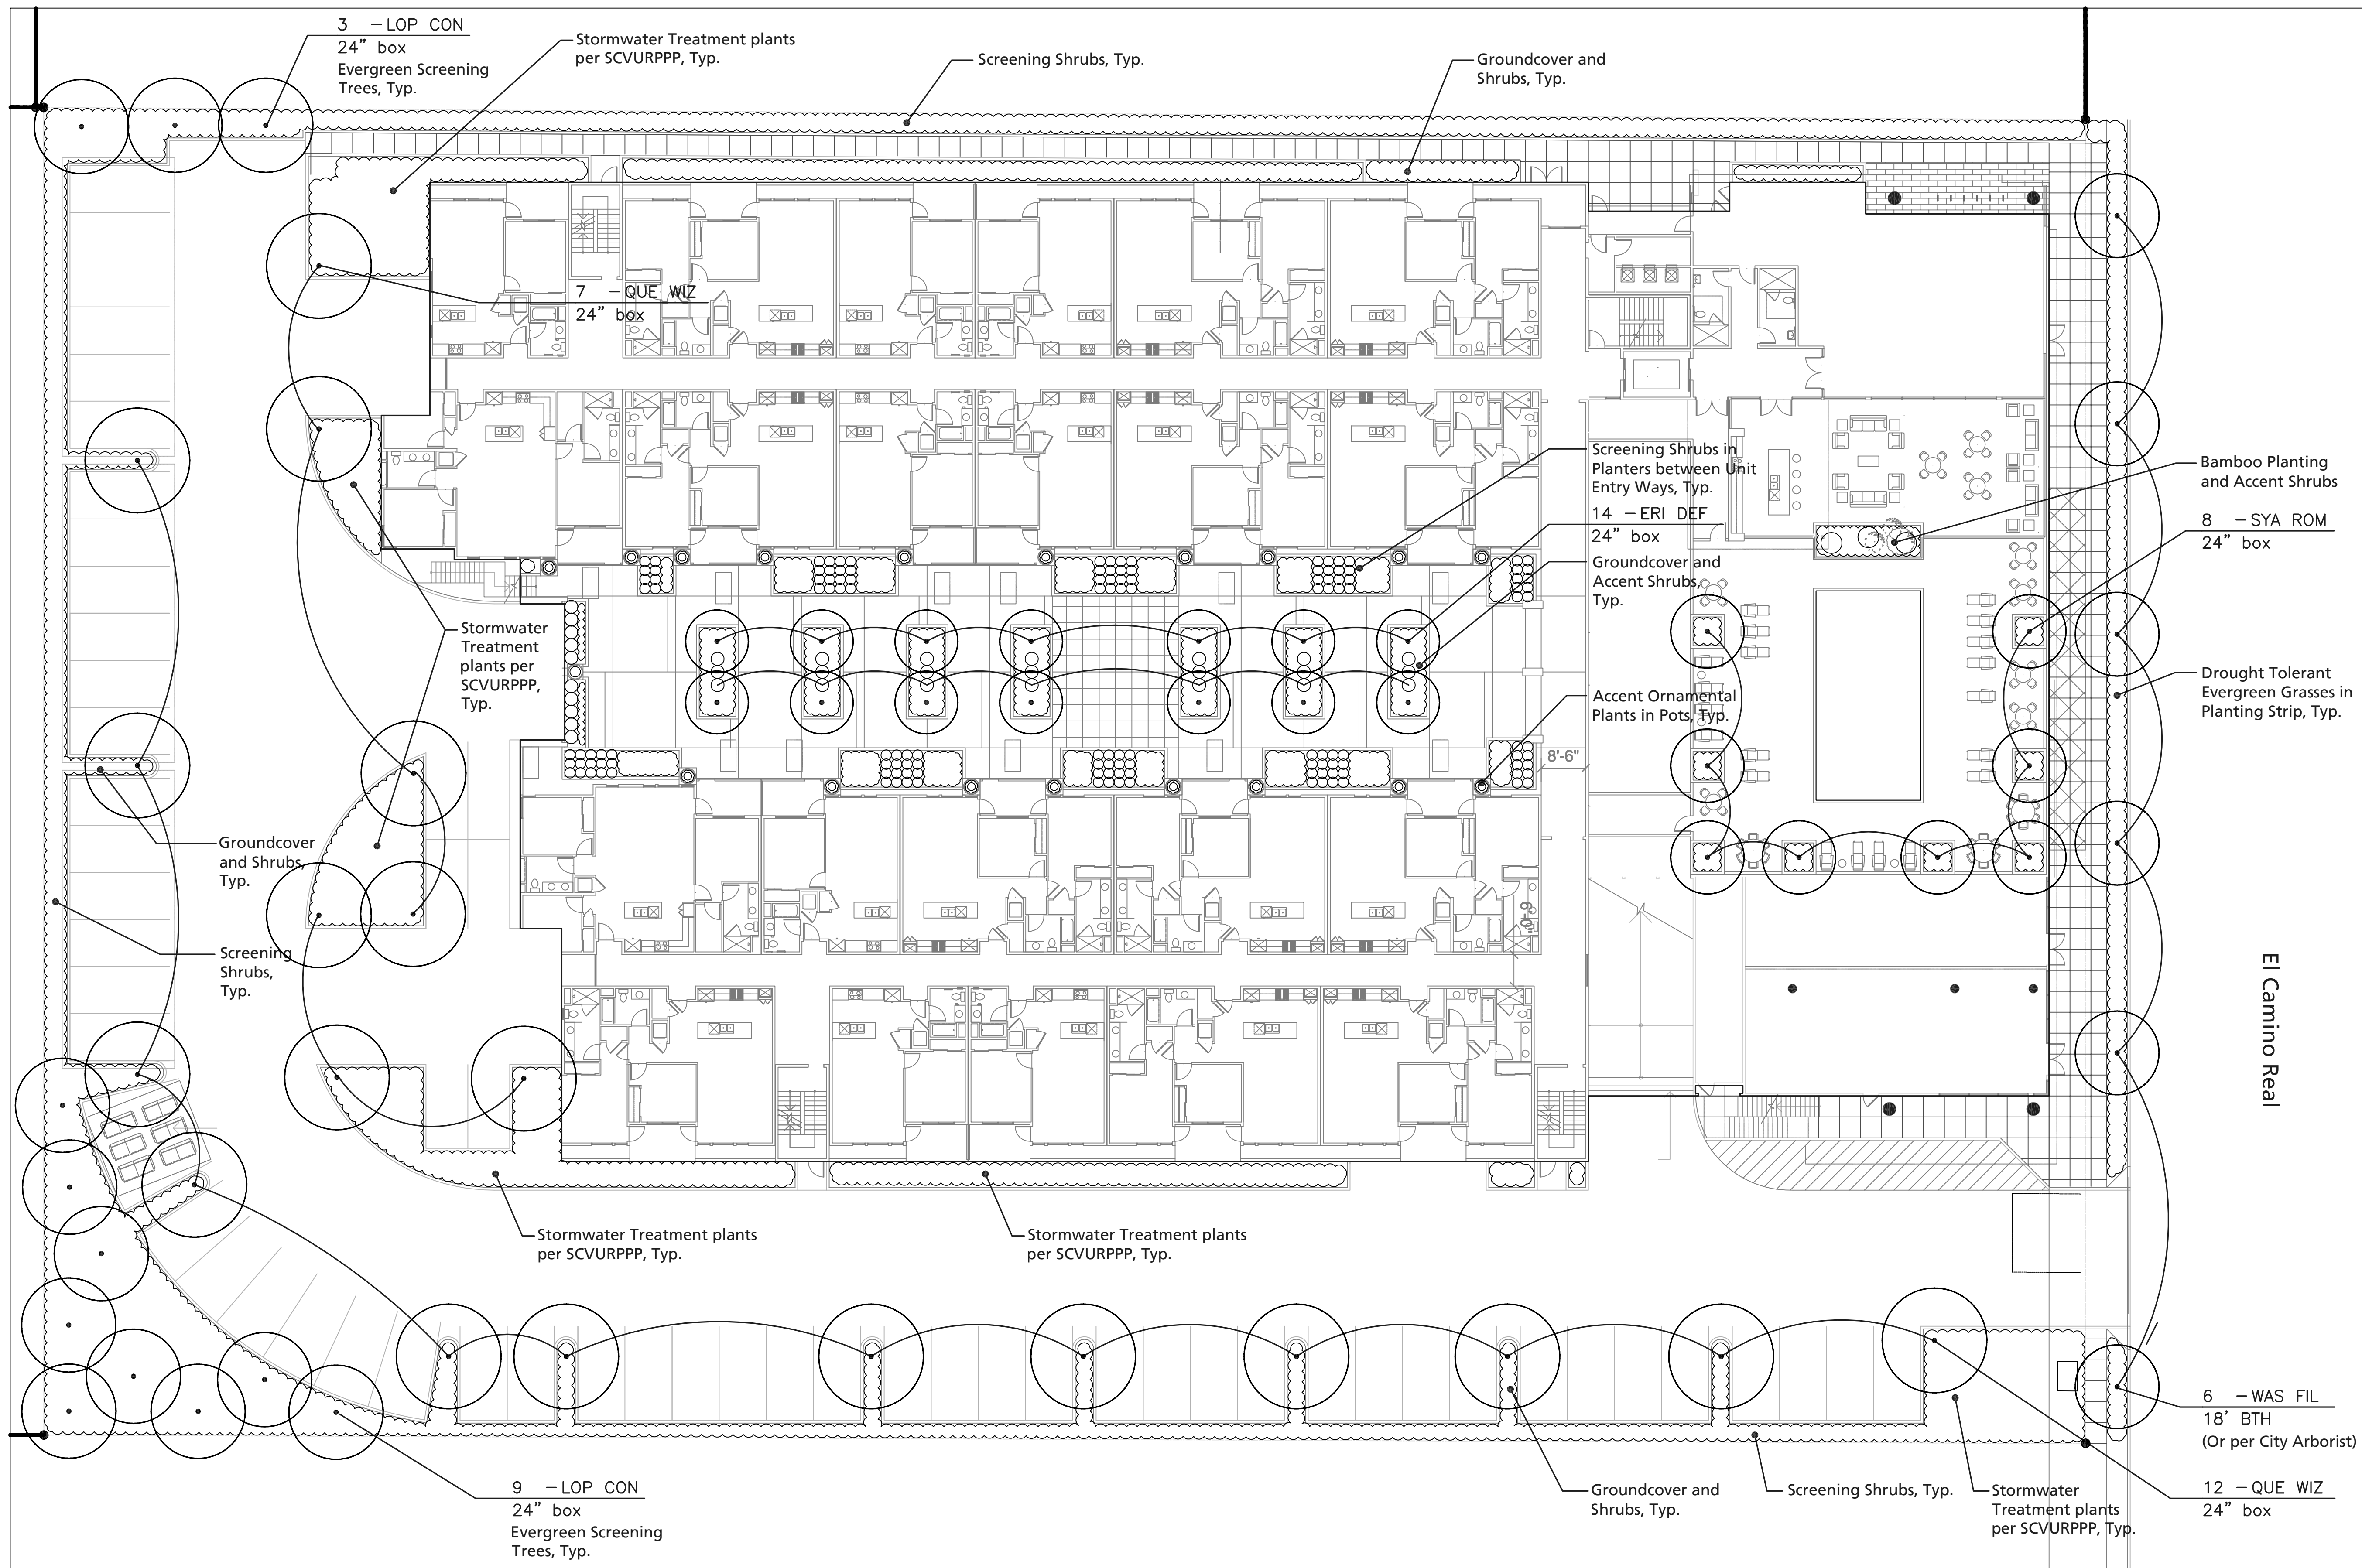 3 –LOP CON
24" box
Evergreen Screening
Trees, Typ.
Stormwater Treatment plants
per SCVURPPP, Typ.
Screening Shrubs, Typ.
Groundcover and
Shrubs, Typ.
7 –QUE WIZ
24" box
Screening Shrubs in
Planters between Unit
Entry Ways, Typ.
14 –ERI DEF
24" box
Groundcover and
Accent Shrubs,
Typ.
Bamboo Planting
and Accent Shrubs
8 –SYA ROM
24" box
Stormwater
Treatment
plants per
SCVURPPP,
Typ.
Accent Ornamental
Plants in Pots, Typ.
8'-6"
Drought Tolerant
Evergreen Grasses in
Planting Strip, Typ.
Groundcover
and Shrubs,
Typ.
6'-0"
Screening
Shrubs,
Typ.
El Camino Real
Stormwater Treatment plants
per SCVURPPP, Typ.
Stormwater Treatment plants
per SCVURPPP, Typ.
6 –WAS FIL
18' BTH
(Or per City Arborist)
9 –LOP CON
24" box
Evergreen Screening
Trees, Typ.
Groundcover and
Shrubs, Typ.
Screening Shrubs, Typ.
Stormwater
Treatment plants
per SCVURPPP, Typ.
12 –QUE WIZ
24" box